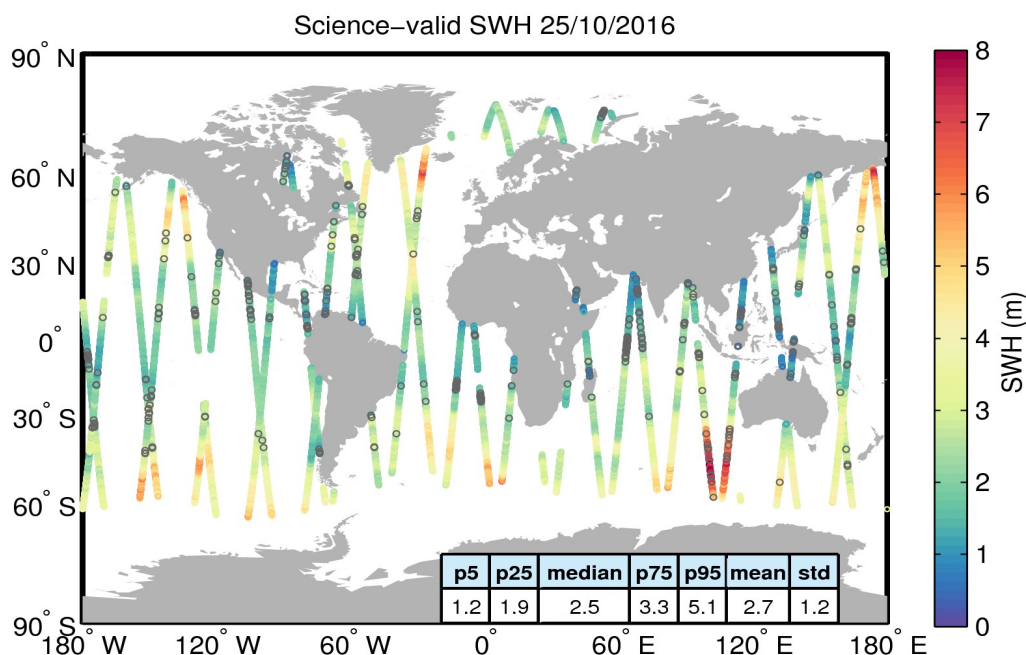 Science−valid SWH 25/10/2016
90° N
60° N
30° N
0°
30° S
60° S
90° S
180° W 120° W 60° W 0° 60° E 120° E 180° E
p5 p25 median p75 p95 mean std
1.2 1.9 2.5 3.3 5.1 2.7 1.2
8
7
6
5
4
3
2
1
0
SWH (m)